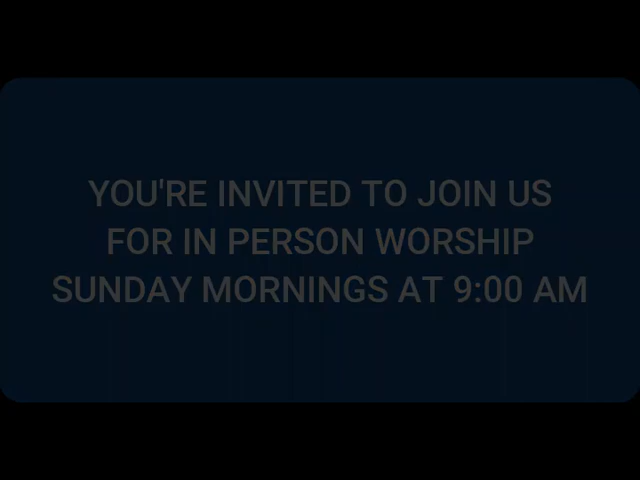 YOU'RE INVITED TO JOIN US
FOR IN PERSON WORSHIP
SUNDAY MORNINGS AT 9:00 AM